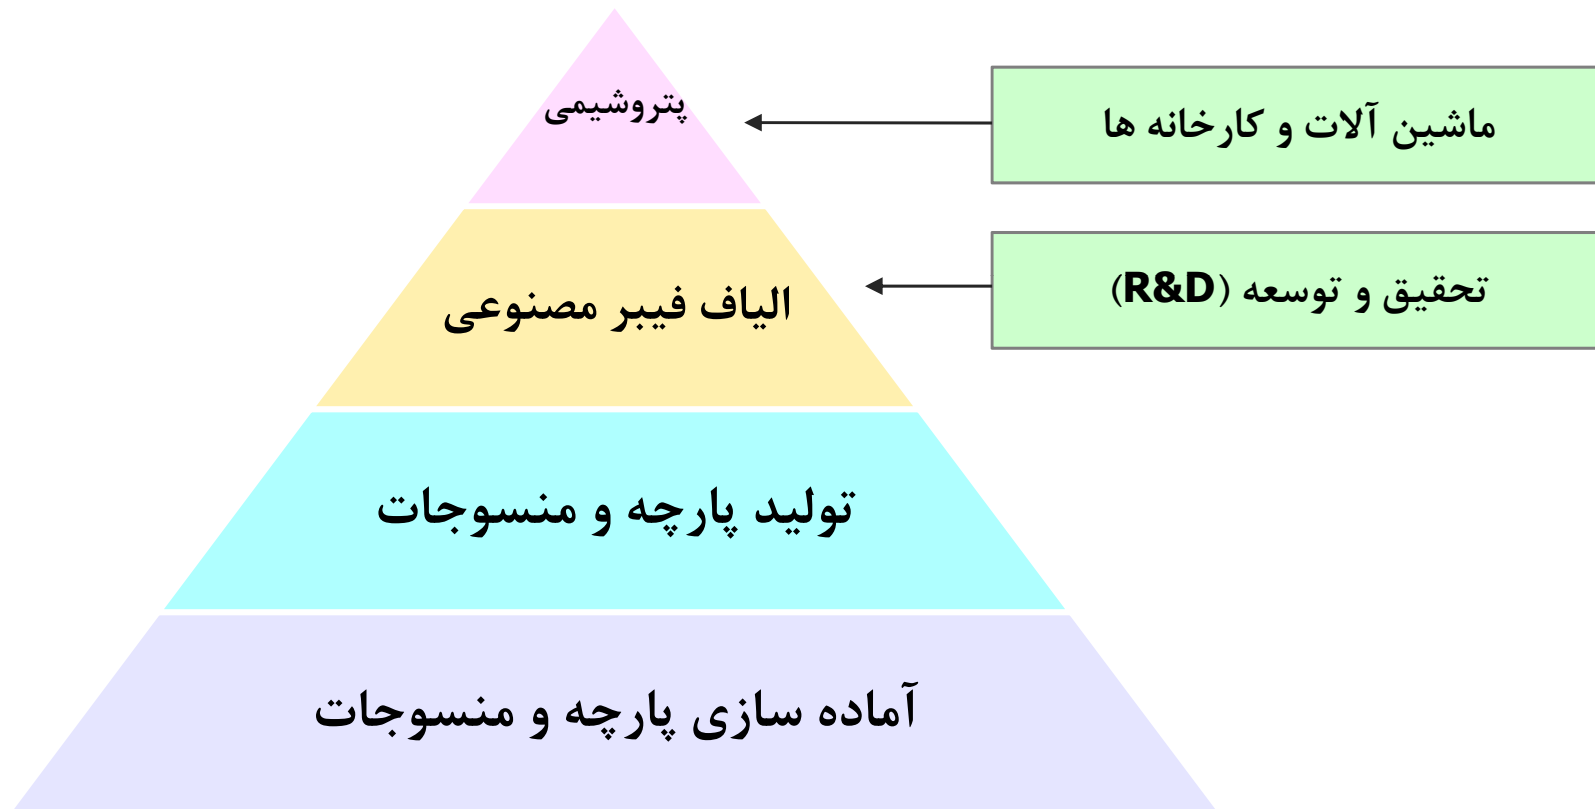 پتروشیمی
ماشین آلات و کارخانه ها
الیاف فیبر مصنوعی
تحقیق و توسعه (R&D)
تولید پارچه و منسوجات
آماده سازی پارچه و منسوجات